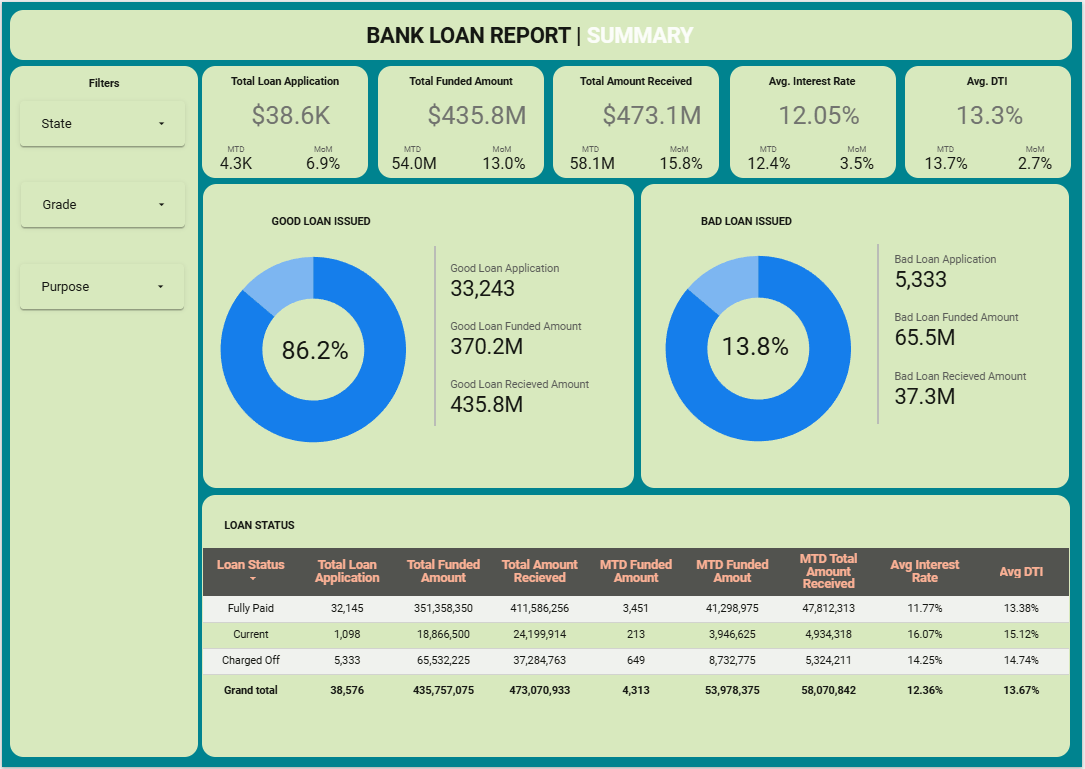 BANK LOAN REPORT | SUMMARY
Filters
State
Grade
Purpose
Total Loan Application
$38.6K
MTD MoM
4.3K 6.9%
Total Funded Amount
$435.8M
MTD MoM
54.0M 13.0%
Total Amount Received
$473.1M
MTD MoM
58.1M 15.8%
Avg. Interest Rate
12.05%
MTD MoM
12.4% 3.5%
Avg. DTI
13.3%
MTD MoM
13.7% 2.7%
GOOD LOAN ISSUED
86.2%
Good Loan Application
33,243
Good Loan Funded Amount
370.2M
Good Loan Recieved Amount
435.8M
BAD LOAN ISSUED
13.8%
Bad Loan Application
5,333
Bad Loan Funded Amount
65.5M
Bad Loan Recieved Amount
37.3M
LOAN STATUS
Loan Status
Total Loan
Application
Total Funded
Amount
Total Amount
Recieved
MTD Funded
Amount
MTD Funded
Amout
MTD Total
Amount
Received
Avg Interest
Rate
Avg DTI
Fully Paid 32,145 351,358,350 411,586,256 3,451 41,298,975 47,812,313 11.77% 13.38%
Current 1,098 18,866,500 24,199,914 213 3,946,625 4,934,318 16.07% 15.12%
Charged Off 5,333 65,532,225 37,284,763 649 8,732,775 5,324,211 14.25% 14.74%
Grand total 38,576 435,757,075 473,070,933 4,313 53,978,375 58,070,842 12.36% 13.67%